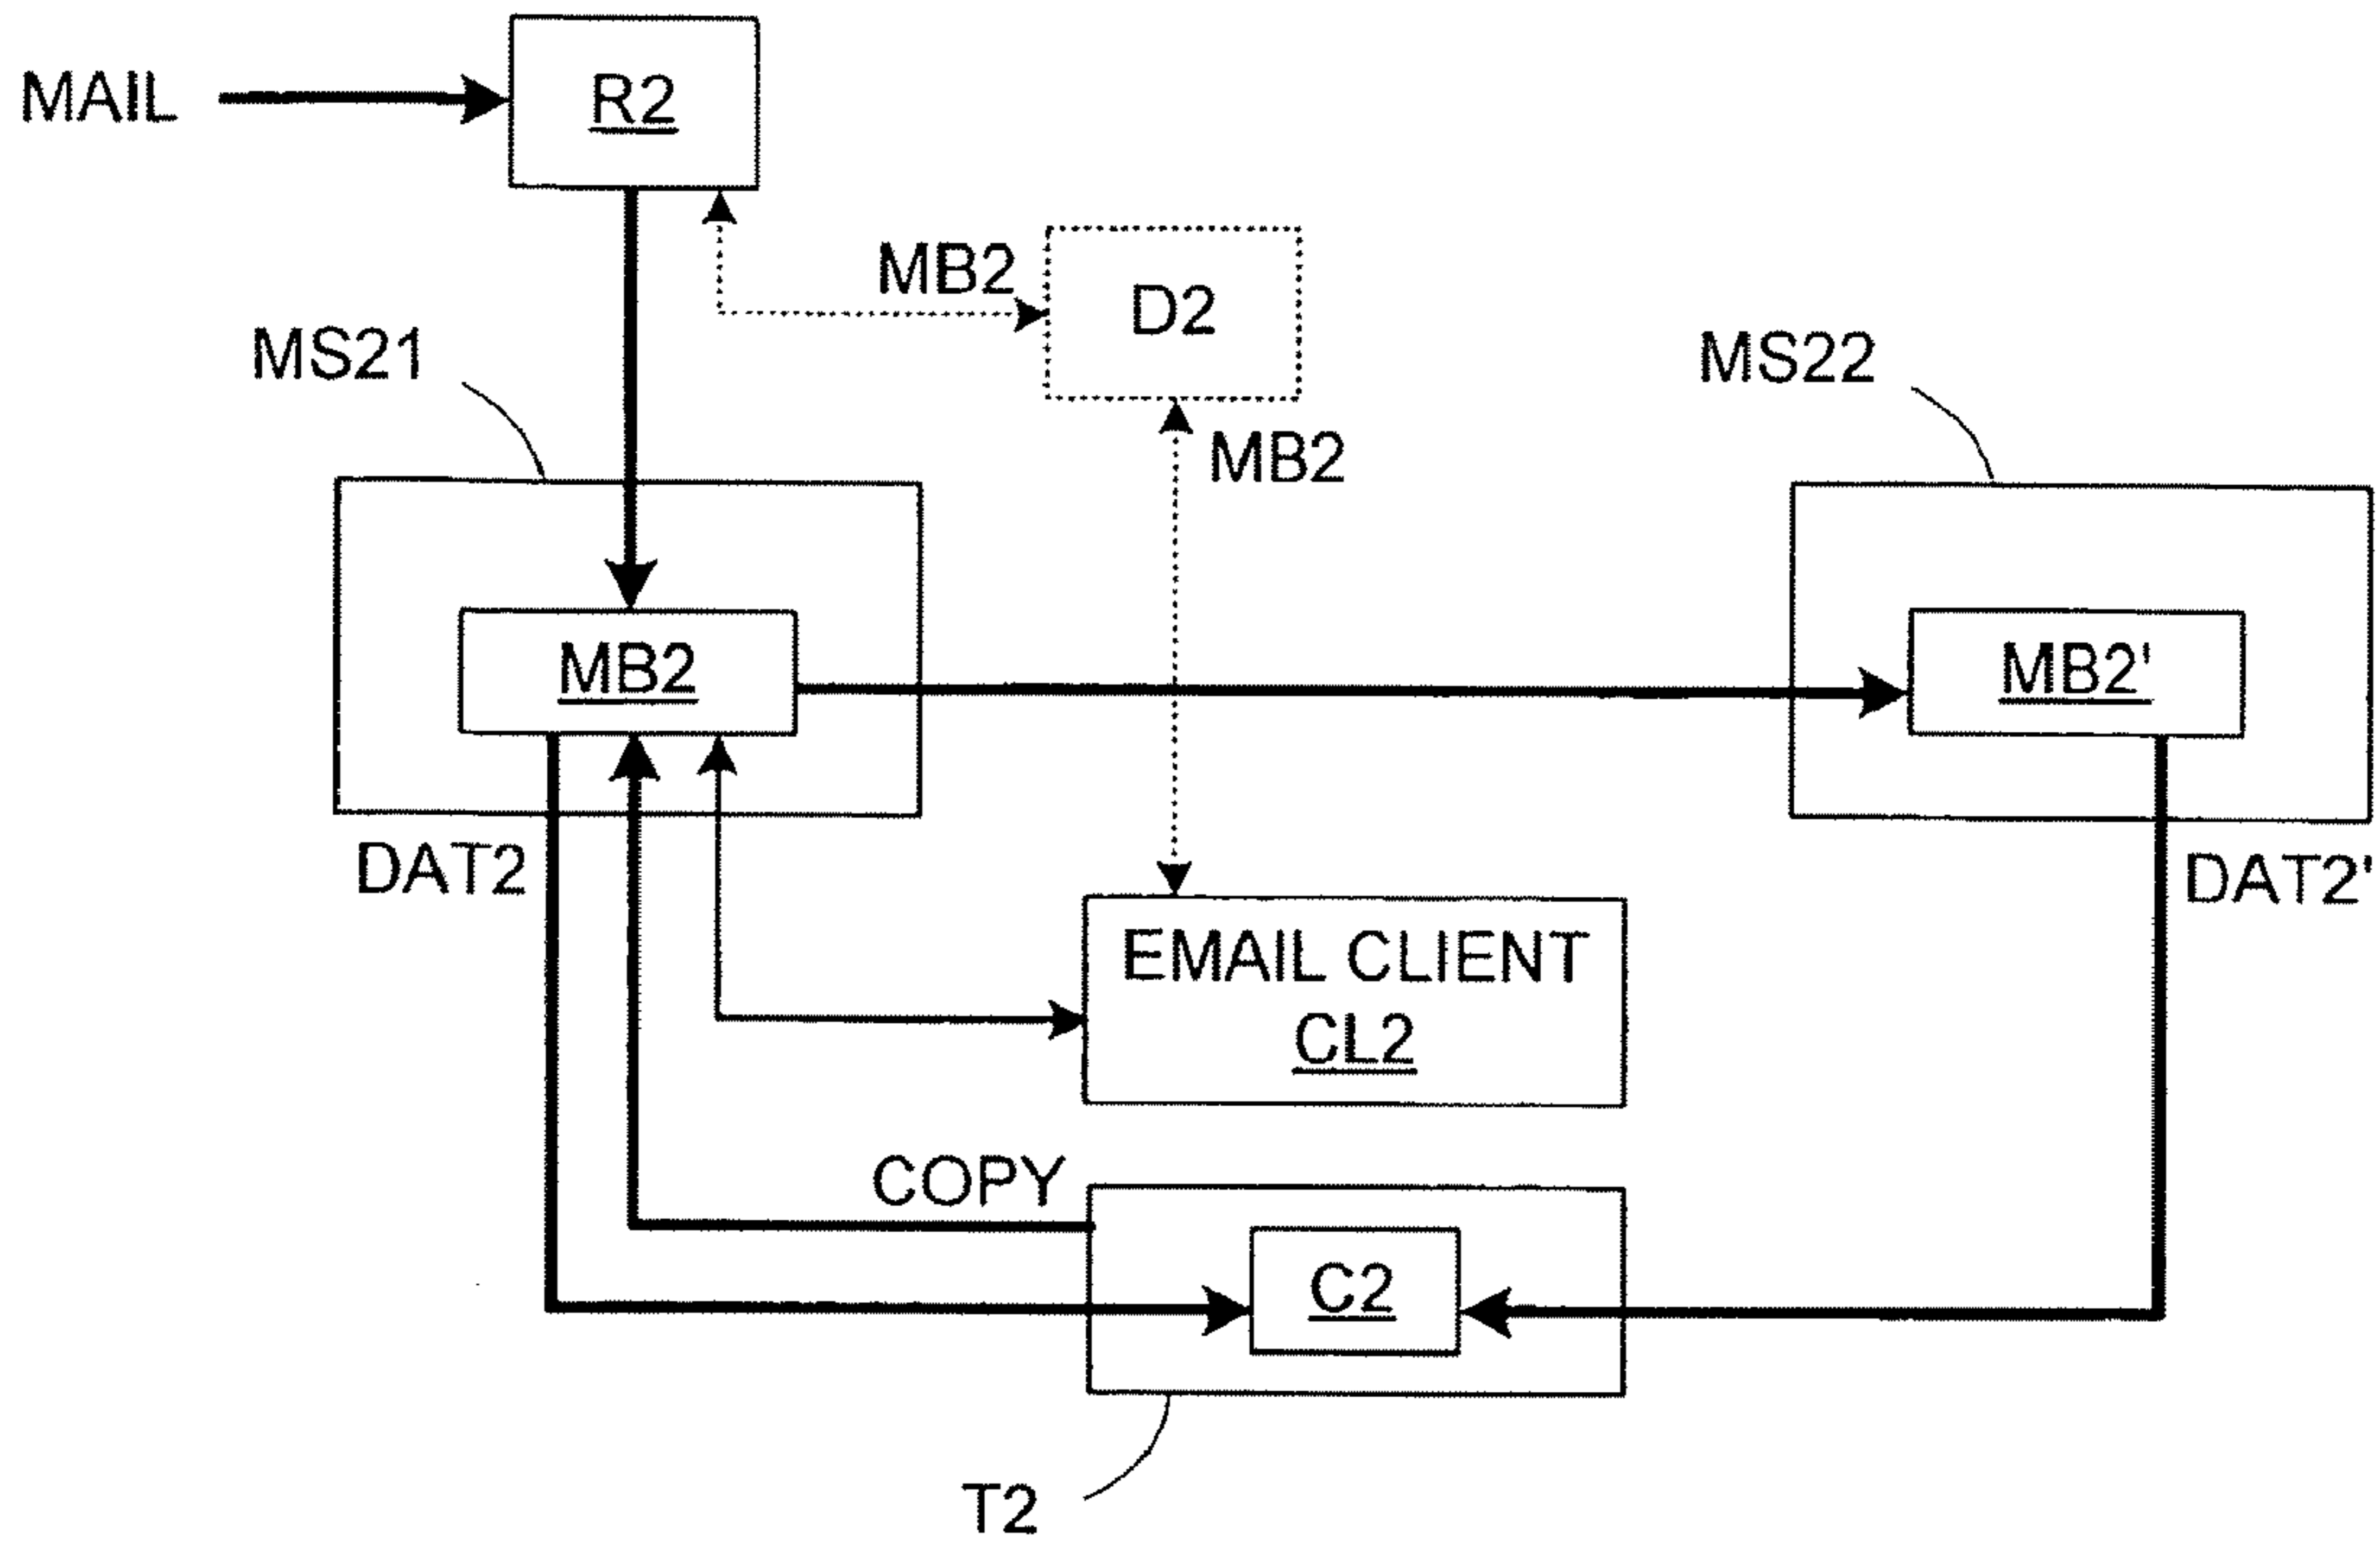 MAIL
R2
MB2
D2
MS21
MS22
MB2
MB2
MB2'
DAT2
DAT2'
EMAIL CLIENT
CL2
COPY
C2
T2